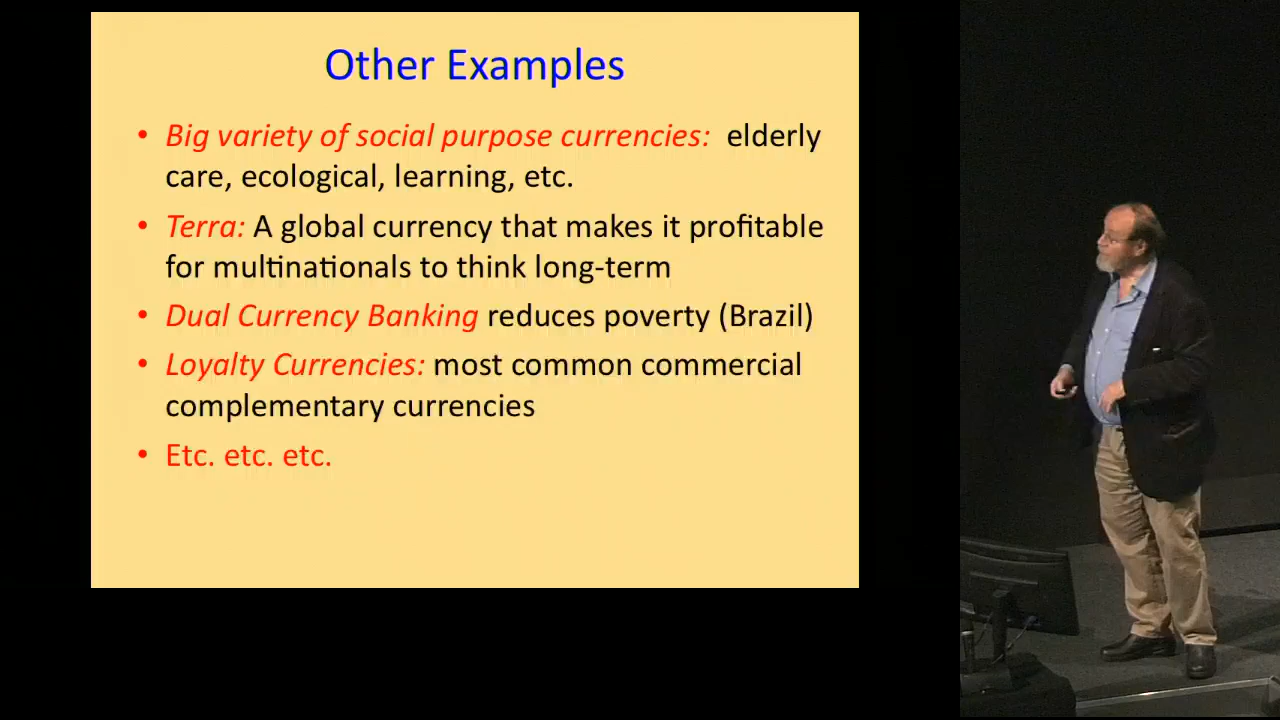 Other Examples
• Big variety of social purpose currencies: elderly
care, ecological, learning, etc.
• Terra: A global currency that makes it profitable
for multinationals to think long-term
• Dual Currency Banking reduces poverty (Brazil)
• Loyalty Currencies: most common commercial
complementary currencies
• Etc. etc. etc.